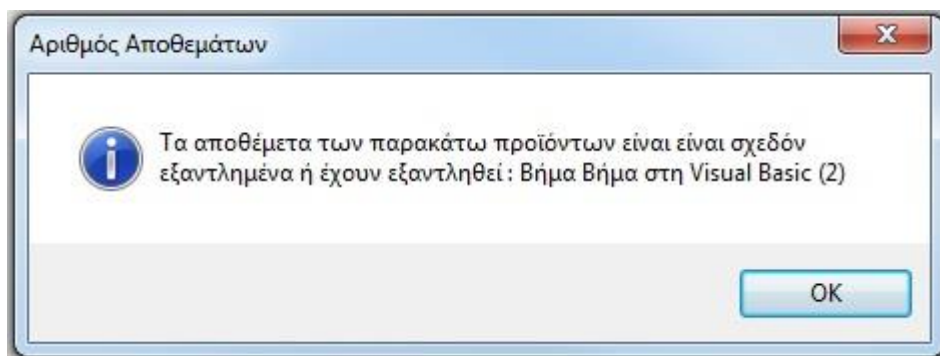 Αριθμός Αποθεμάτων
Τα αποθέμετα των παρακάτω προϊόντων είναι είναι σχεδόν
εξαντλημένα ή έχουν εξαντληθεί : Βήμα Βήμα στη Visual Basic (2)
OK